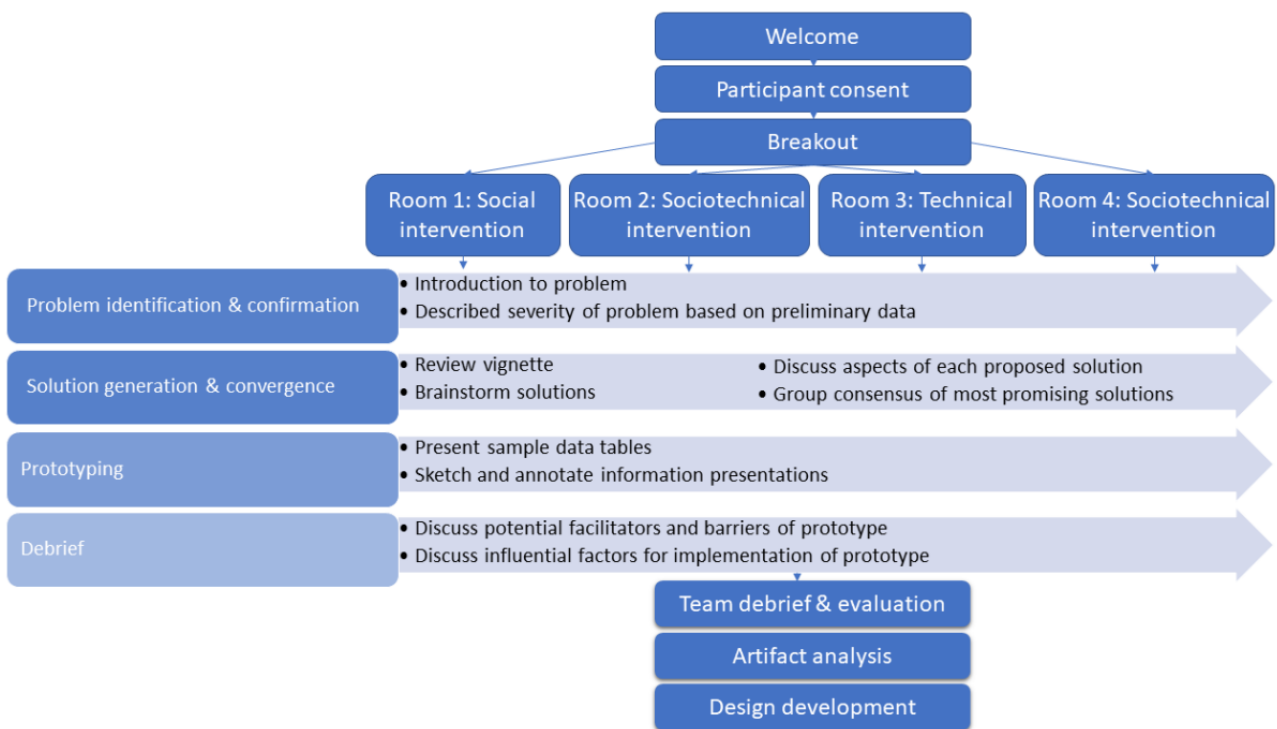 Welcome
Participant consent
Breakout
Room 1: Social
intervention
Room 2: Sociotechnical
intervention
Room 3: Technical
intervention
Room 4: Sociotechnical
intervention
Problem identification & confirmation
• Introduction to problem
• Described severity of problem based on preliminary data
Solution generation & convergence
• Review vignette
• Brainstorm solutions
• Discuss aspects of each proposed solution
• Group consensus of most promising solutions
Prototyping
• Present sample data tables
• Sketch and annotate information presentations
Debrief
• Discuss potential facilitators and barriers of prototype
• Discuss influential factors for implementation of prototype
Team debrief & evaluation
Artifact analysis
Design development